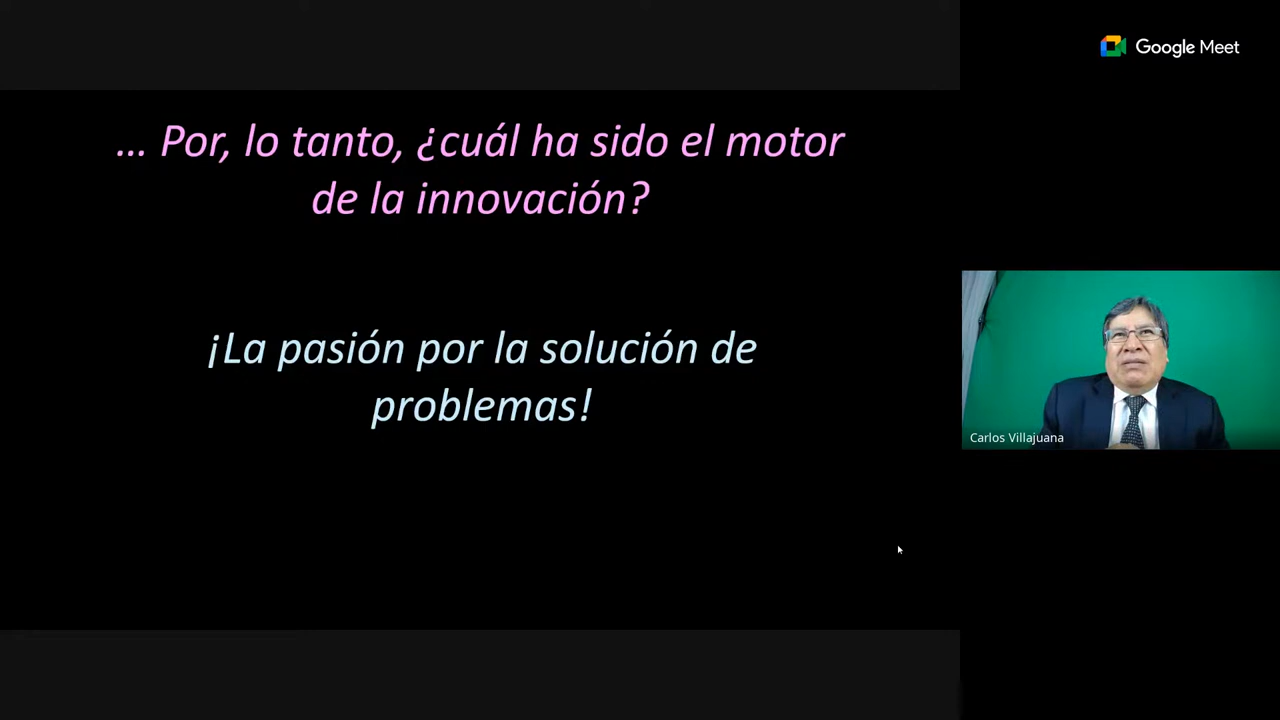 Google Meet
... Por, lo tanto, ¿cuál ha sido el motor
de la innovación?
¡La pasión por la solución de
problemas!
Carlos Villajuana